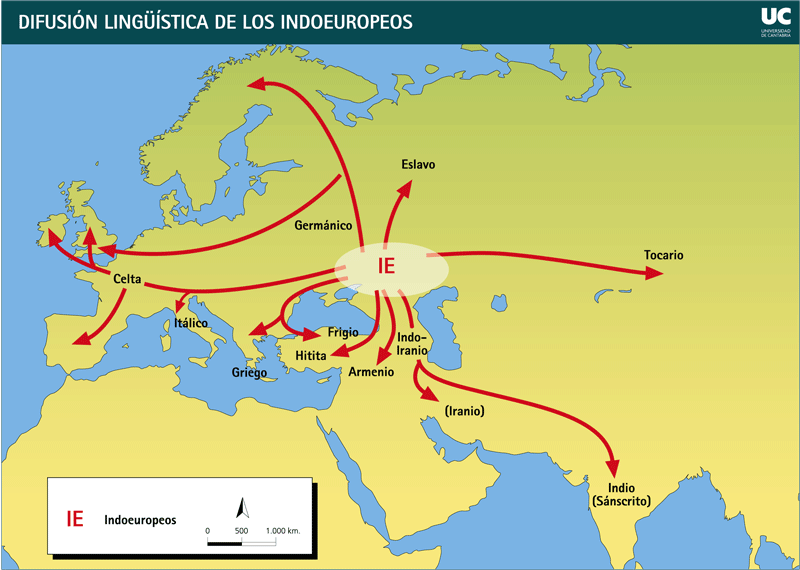 DIFUSIÓN LINGÜÍSTICA DE LOS INDOEUROPEOS
UC
UNIVERSIDAD
DE CANTABRIA
Eslavo
Germánico
Tocario
IE
Celta
Itálico
Frigio
Indo-
Iranio
Hitita
Griego
Armenio
(Iranio)
Indio
(Sánscrito)
IE Indoeuropeos
0 500 1.000 km.